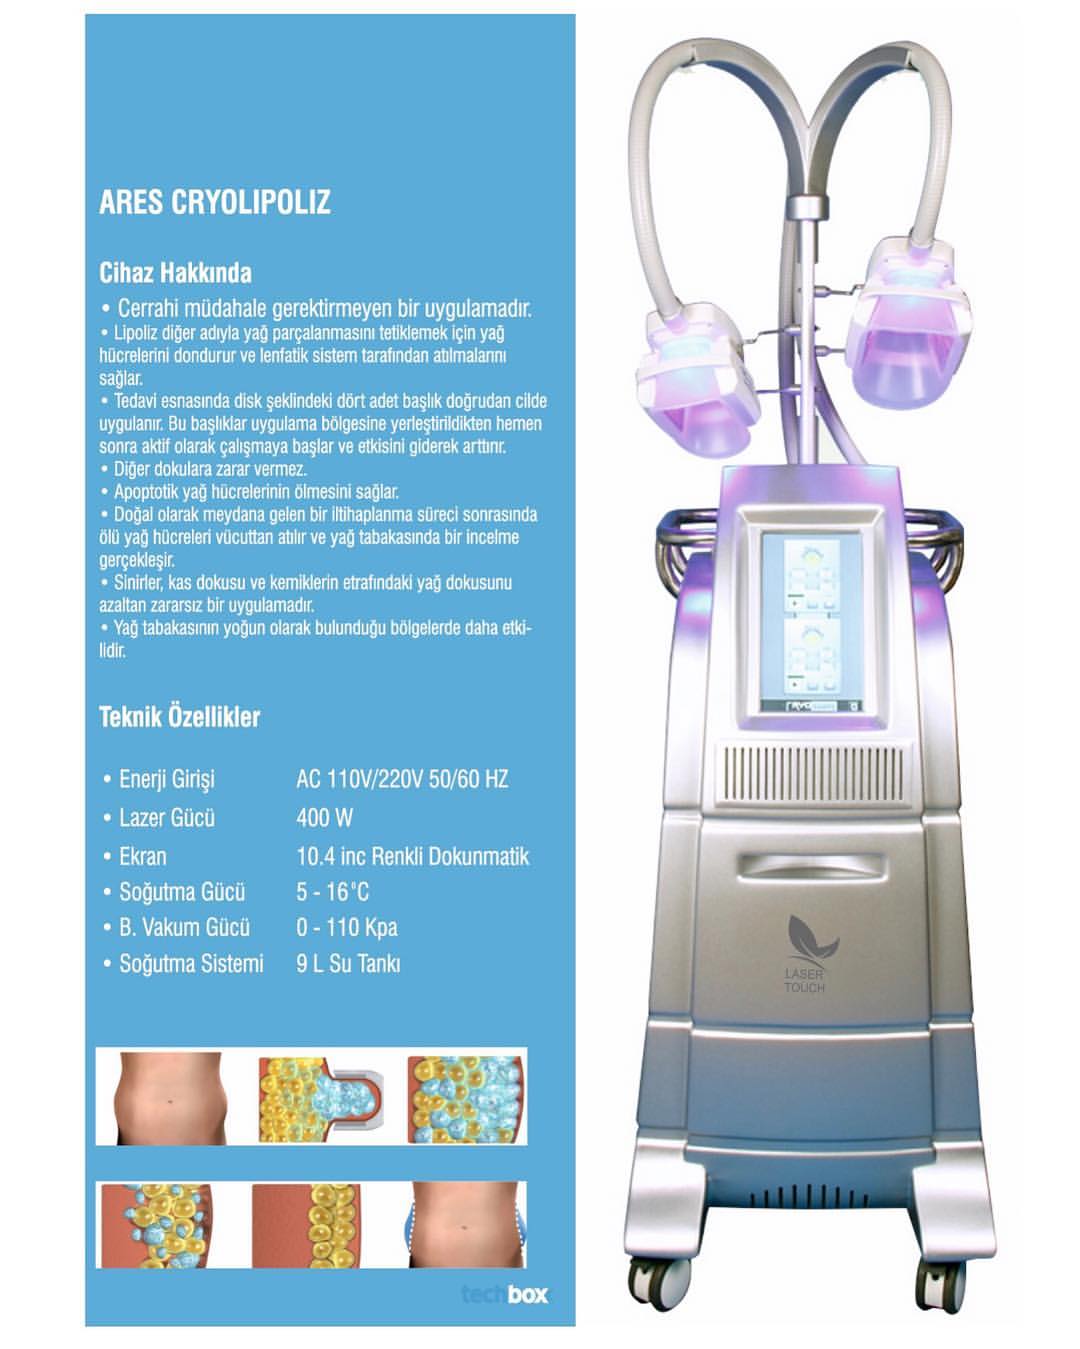 ARES CRYOLIPOLIZ
Cihaz Hakkında
• Cerrahi müdahale gerektirmeyen bir uygulamadır.
• Lipoliz diğer adıyla yağ parçalanmasını tetiklemek için yağ
hücrelerini dondurur ve lenfatik sistem tarafından atılmalarını
sağlar.
• Tedavi esnasında disk şeklindeki dört adet başlık doğrudan cilde
uygulanır. Bu başlıklar uygulama bölgesine yerleştirildikten hemen
sonra aktif olarak çalışmaya başlar ve etkisini giderek arttırır.
• Diğer dokulara zarar vermez.
• Apoptotik yağ hücrelerinin ölmesini sağlar.
• Doğal olarak meydana gelen bir iltihaplanma süreci sonrasında
ölü yağ hücreleri vücuttan atılır ve yağ tabakasında bir incelme
gerçekleşir.
• Sinirler, kas dokusu ve kemiklerin etrafındaki yağ dokusunu
azaltan zararsız bir uygulamadır.
• Yağ tabakasının yoğun olarak bulunduğu bölgelerde daha etki-
lidir.
Teknik Özellikler
• Enerji Girişi AC 110V/220V 50/60 HZ
• Lazer Gücü 400 W
• Ekran 10.4 inc Renkli Dokunmatik
• Soğutma Gücü 5 - 16 °C
• B. Vakum Gücü 0 - 110 Kpa
• Soğutma Sistemi 9 L Su Tankı
techbox
LASER
TOUCH